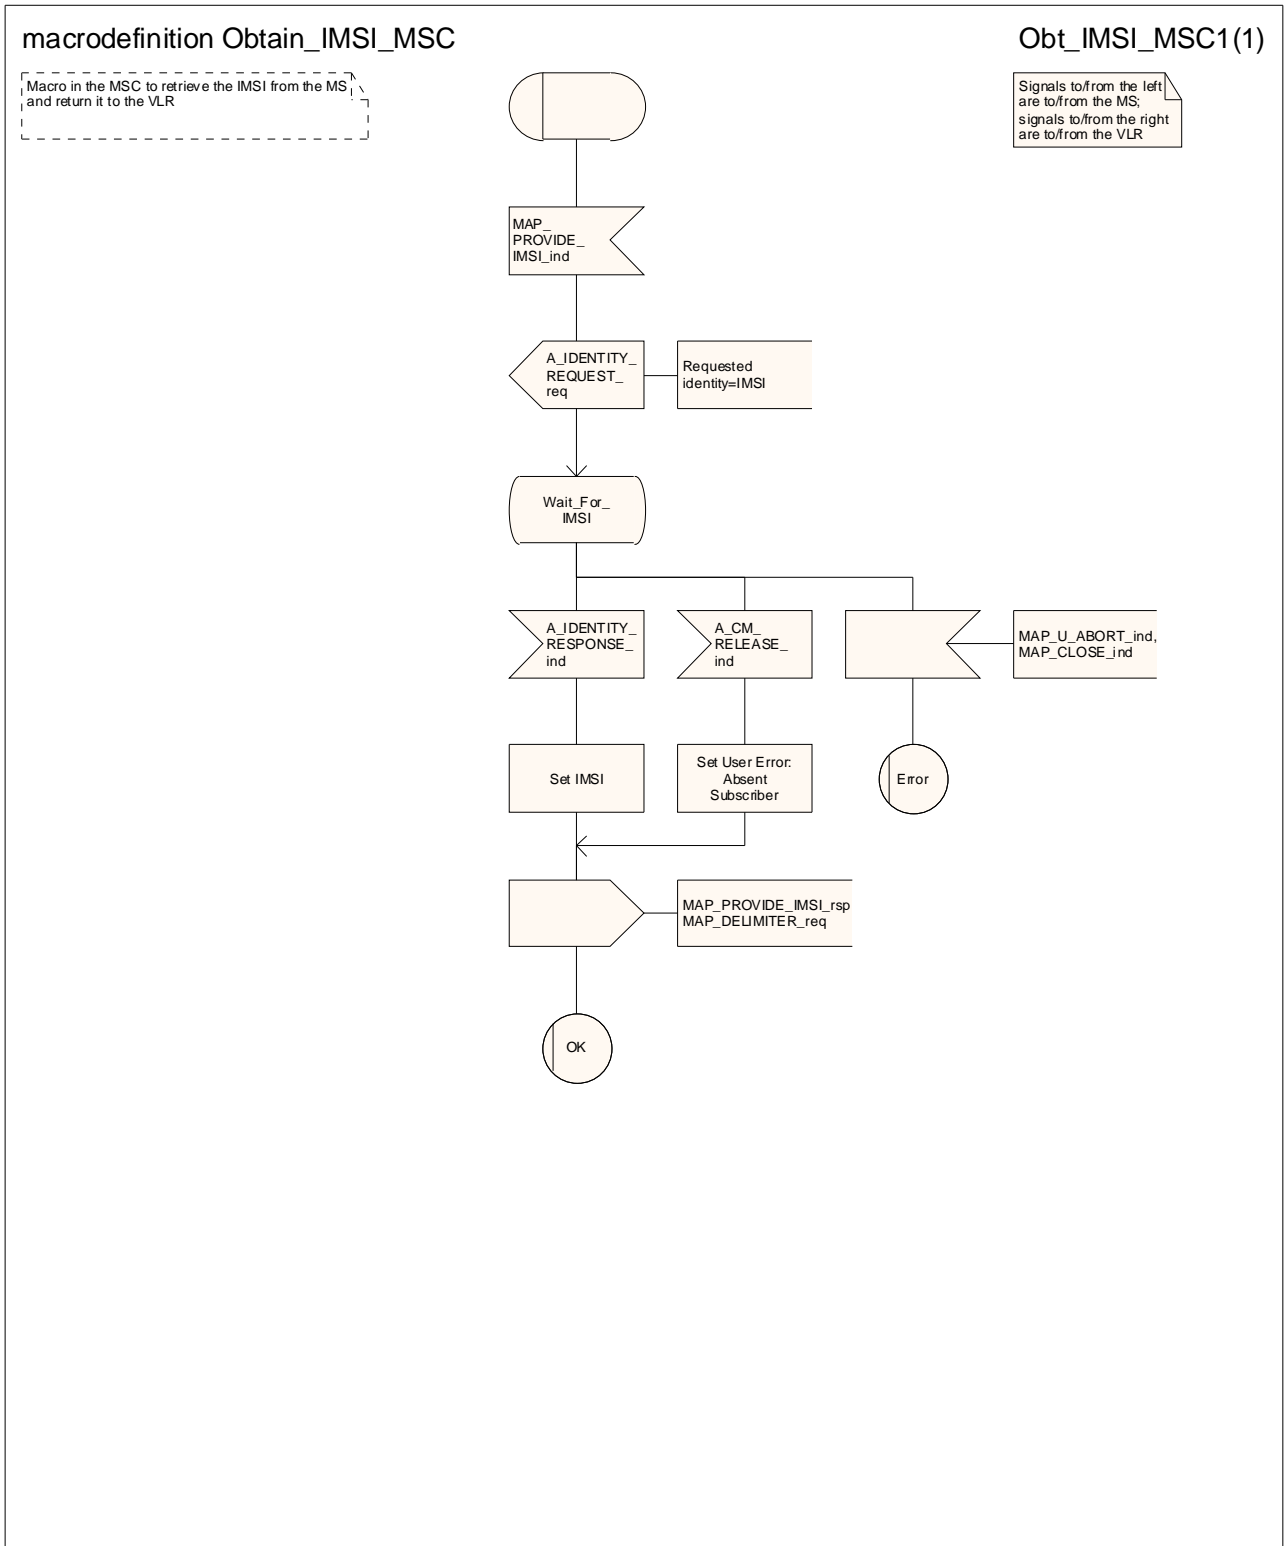 macrodefinition Obtain_IMSI_MSC
Obt_IMSI_MSC1(1)
Macro in the MSC to retrieve the IMSI from the MS
and return it to the VLR
Signals to/from the left
are to/from the MS;
signals to/from the right
are to/from the VLR
MAP_
PROVIDE_
IMSI_ind
A_IDENTITY_
REQUEST_
req
Requested
identity=IMSI
Wait_For_
IMSI
A_IDENTITY_
RESPONSE_
ind
A_CM_
RELEASE_
ind
MAP_U_ABORT_ind,
MAP_CLOSE_ind
Set IMSI
Set User Error:
Absent
Subscriber
Error
MAP_PROVIDE_IMSI_rsp
MAP_DELIMITER_req
OK